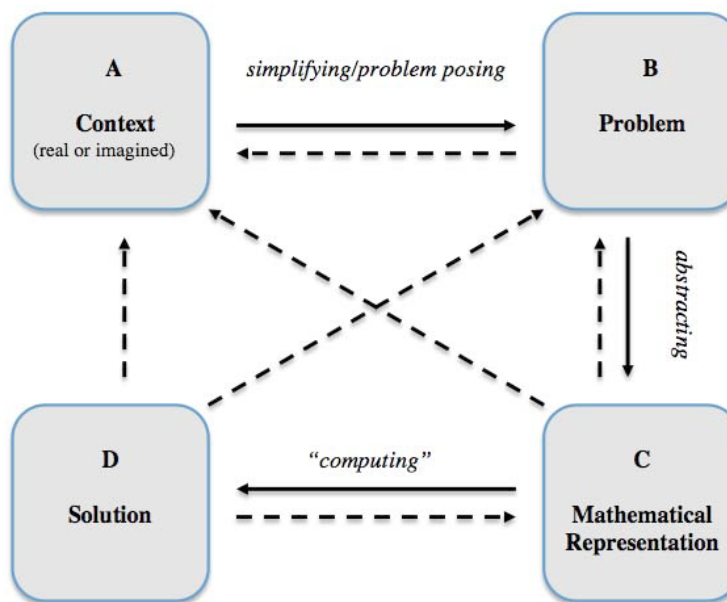 A
Context
(real or imagined)
simplifying/problem posing
B
Problem
abstracting
D
Solution
“computing”
C
Mathematical
Representation